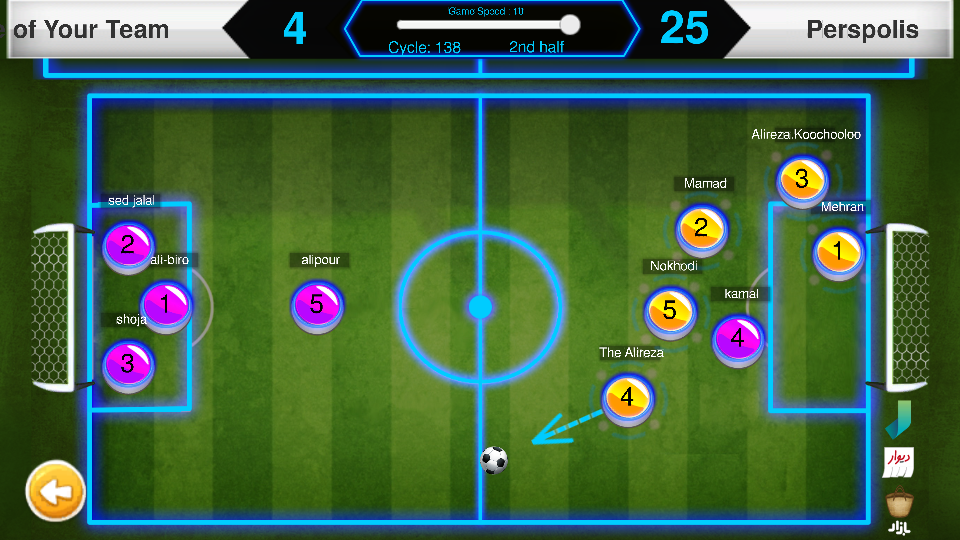 of Your Team
4
Game Speed : 10
Cycle: 138
2nd half
25
Perspolis
Alireza.Koochooloo
3
Mamad
2
Mehran
1
sed jalal
2
ali-biro
1
alipour
5
Nokhodi
5
kamal
4
shoja
3
The Alireza
4
دیوار
بازار